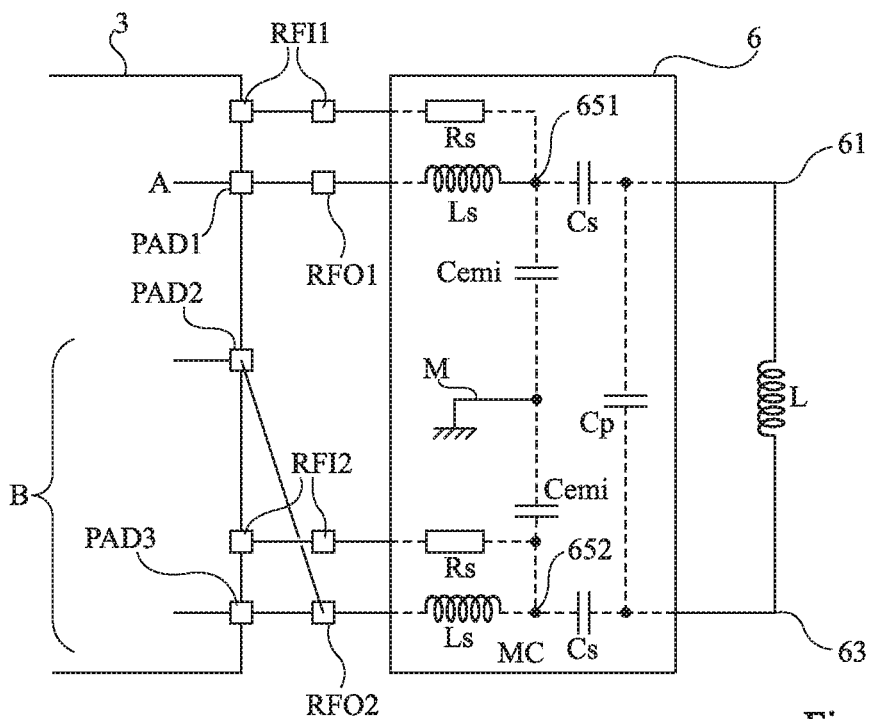 3
RFI1
6
651
61
Rs
A
Ls
Cs
PAD1
RFO1
Cemi
PAD2
M
Cp
L
RFI2
B
Cemi
PAD3
Rs
652
Ls
MC
Cs
63
RFO2